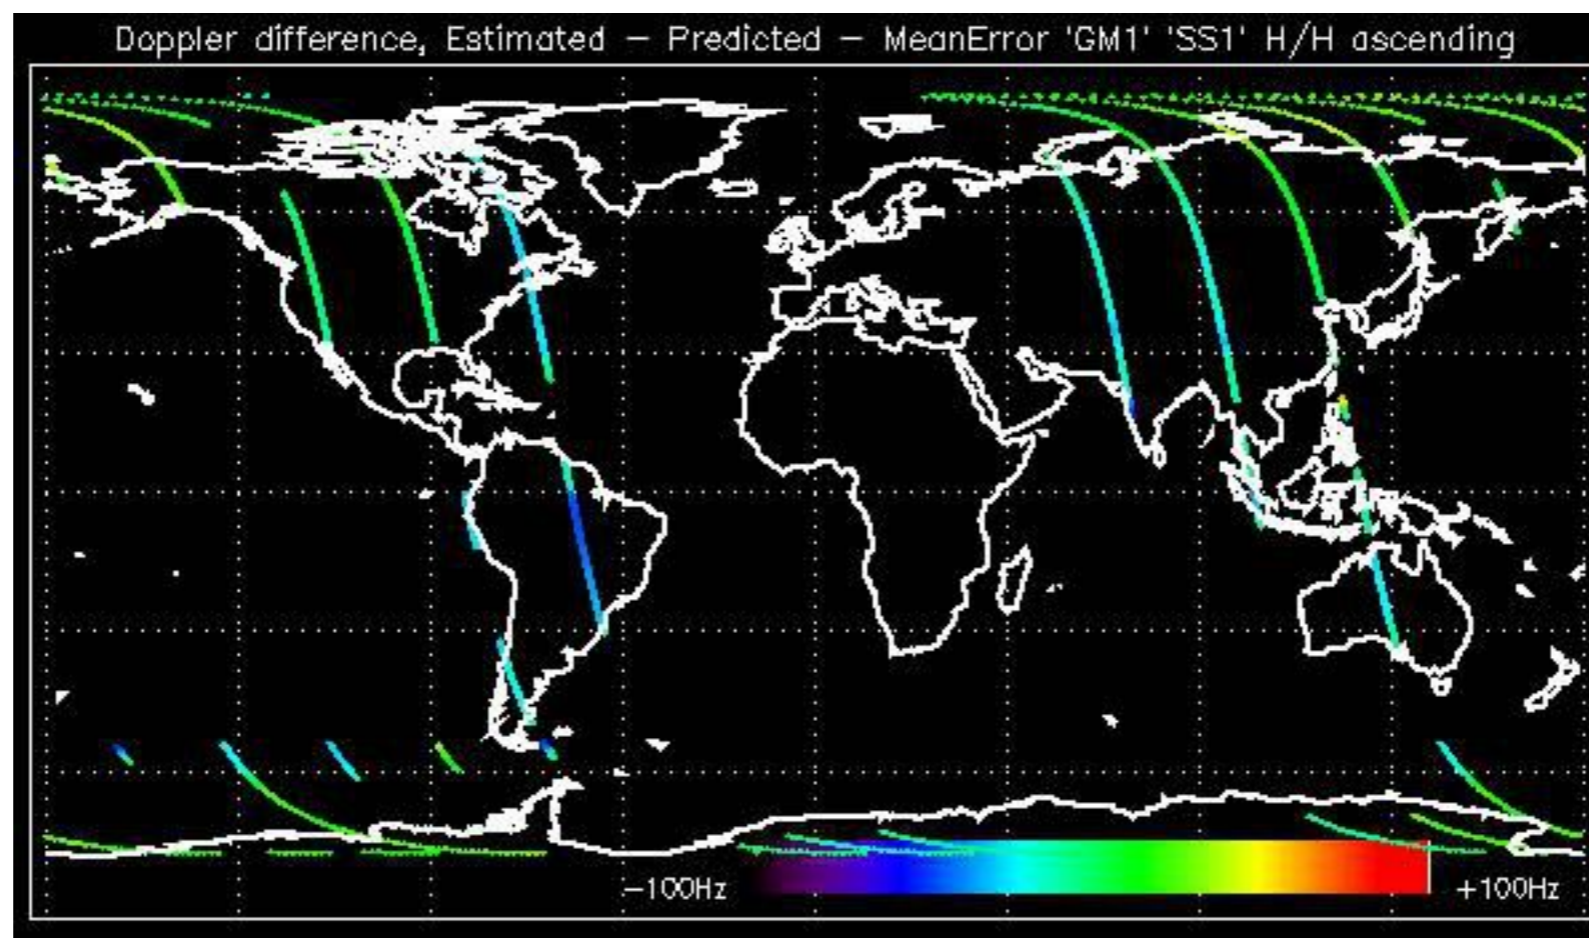 Doppler difference, Estimated − Predicted − MeanError 'GM1' 'SS1' H/H ascending
−100Hz
+100Hz